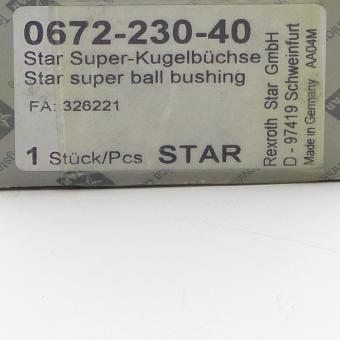 0672-230-40
Star Super-Kugelbüchse
Star super ball bushing
FA: 326221
1 Stück/Pcs STAR
Rexroth Star GmbH
D - 97419 Schweinfurt
Made in Germany AA04M